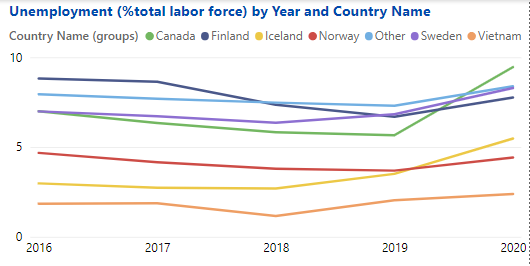 Unemployment (%total labor force) by Year and Country Name
Country Name (groups) Canada Finland Iceland Norway Other Sweden Vietnam
10
5
0
2016 2017 2018 2019 2020